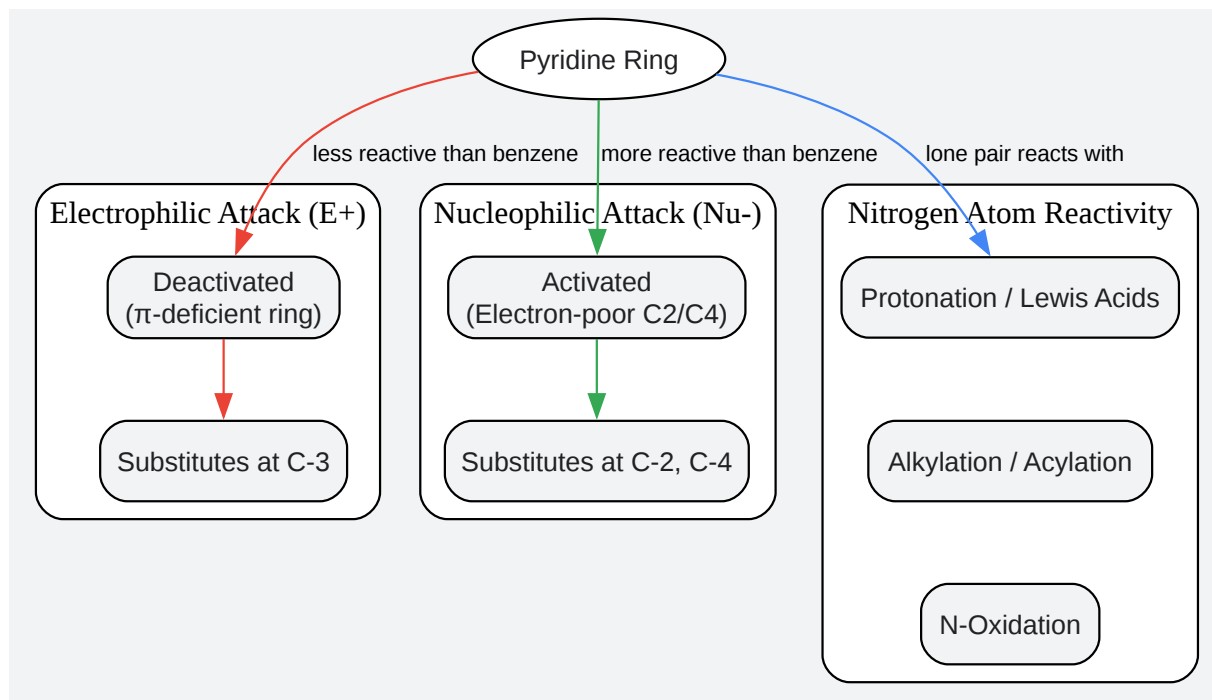 Pyridine Ring
less reactive than benzene
more reactive than benzene
lone pair reacts with
Electrophilic Attack (E+)
Deactivated
(π-deficient ring)
Substitutes at C-3
Nucleophilic Attack (Nu-)
Activated
(Electron-poor C2/C4)
Substitutes at C-2, C-4
Nitrogen Atom Reactivity
Protonation / Lewis Acids
Alkylation / Acylation
N-Oxidation